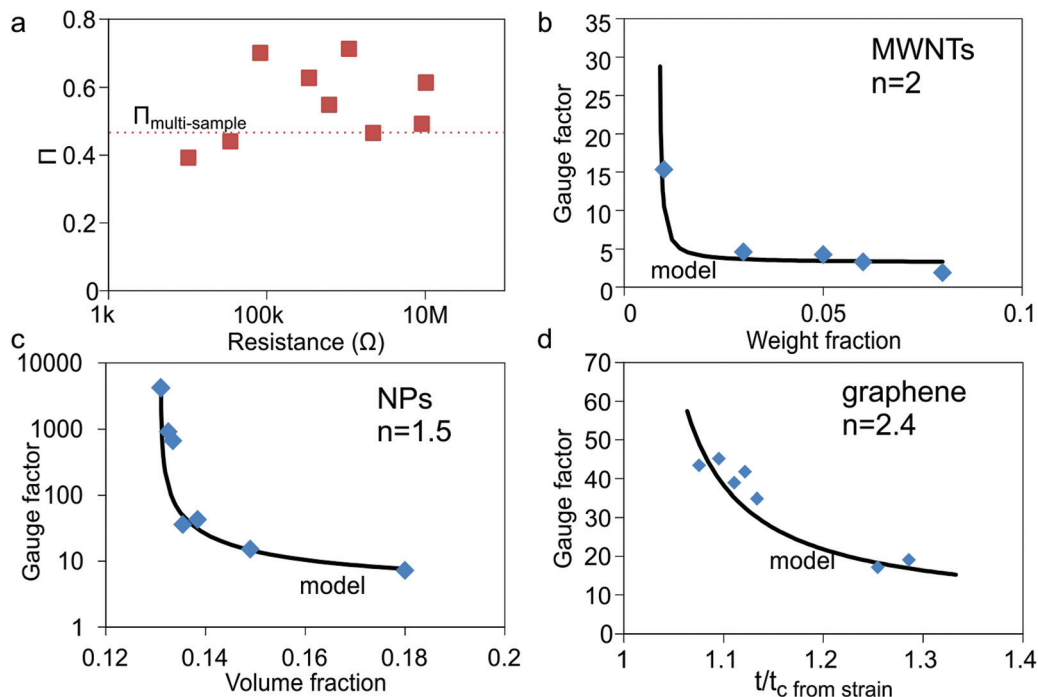 a
0.8
0.6
0.4
0.2
0
Π
Πmulti-sample
1k
100k
10M
Resistance (Ω)
b
35
30
25
20
15
10
5
0
Gauge factor
MWNTs
n=2
model
0
0.05
0.1
Weight fraction
c
10000
1000
100
10
1
Gauge factor
NPs
n=1.5
model
0.12
0.14
0.16
0.18
0.2
Volume fraction
d
70
60
50
40
30
20
10
0
Gauge factor
graphene
n=2.4
model
1
1.1
1.2
1.3
1.4
t/tc from strain